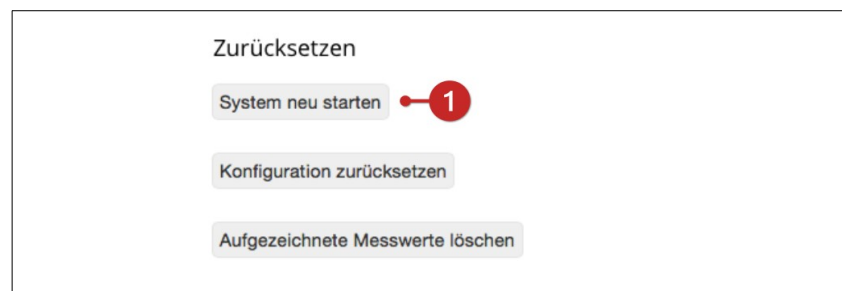 Zurücksetzen
System neu starten 1
Konfiguration zurücksetzen
Aufgezeichnete Messwerte löschen